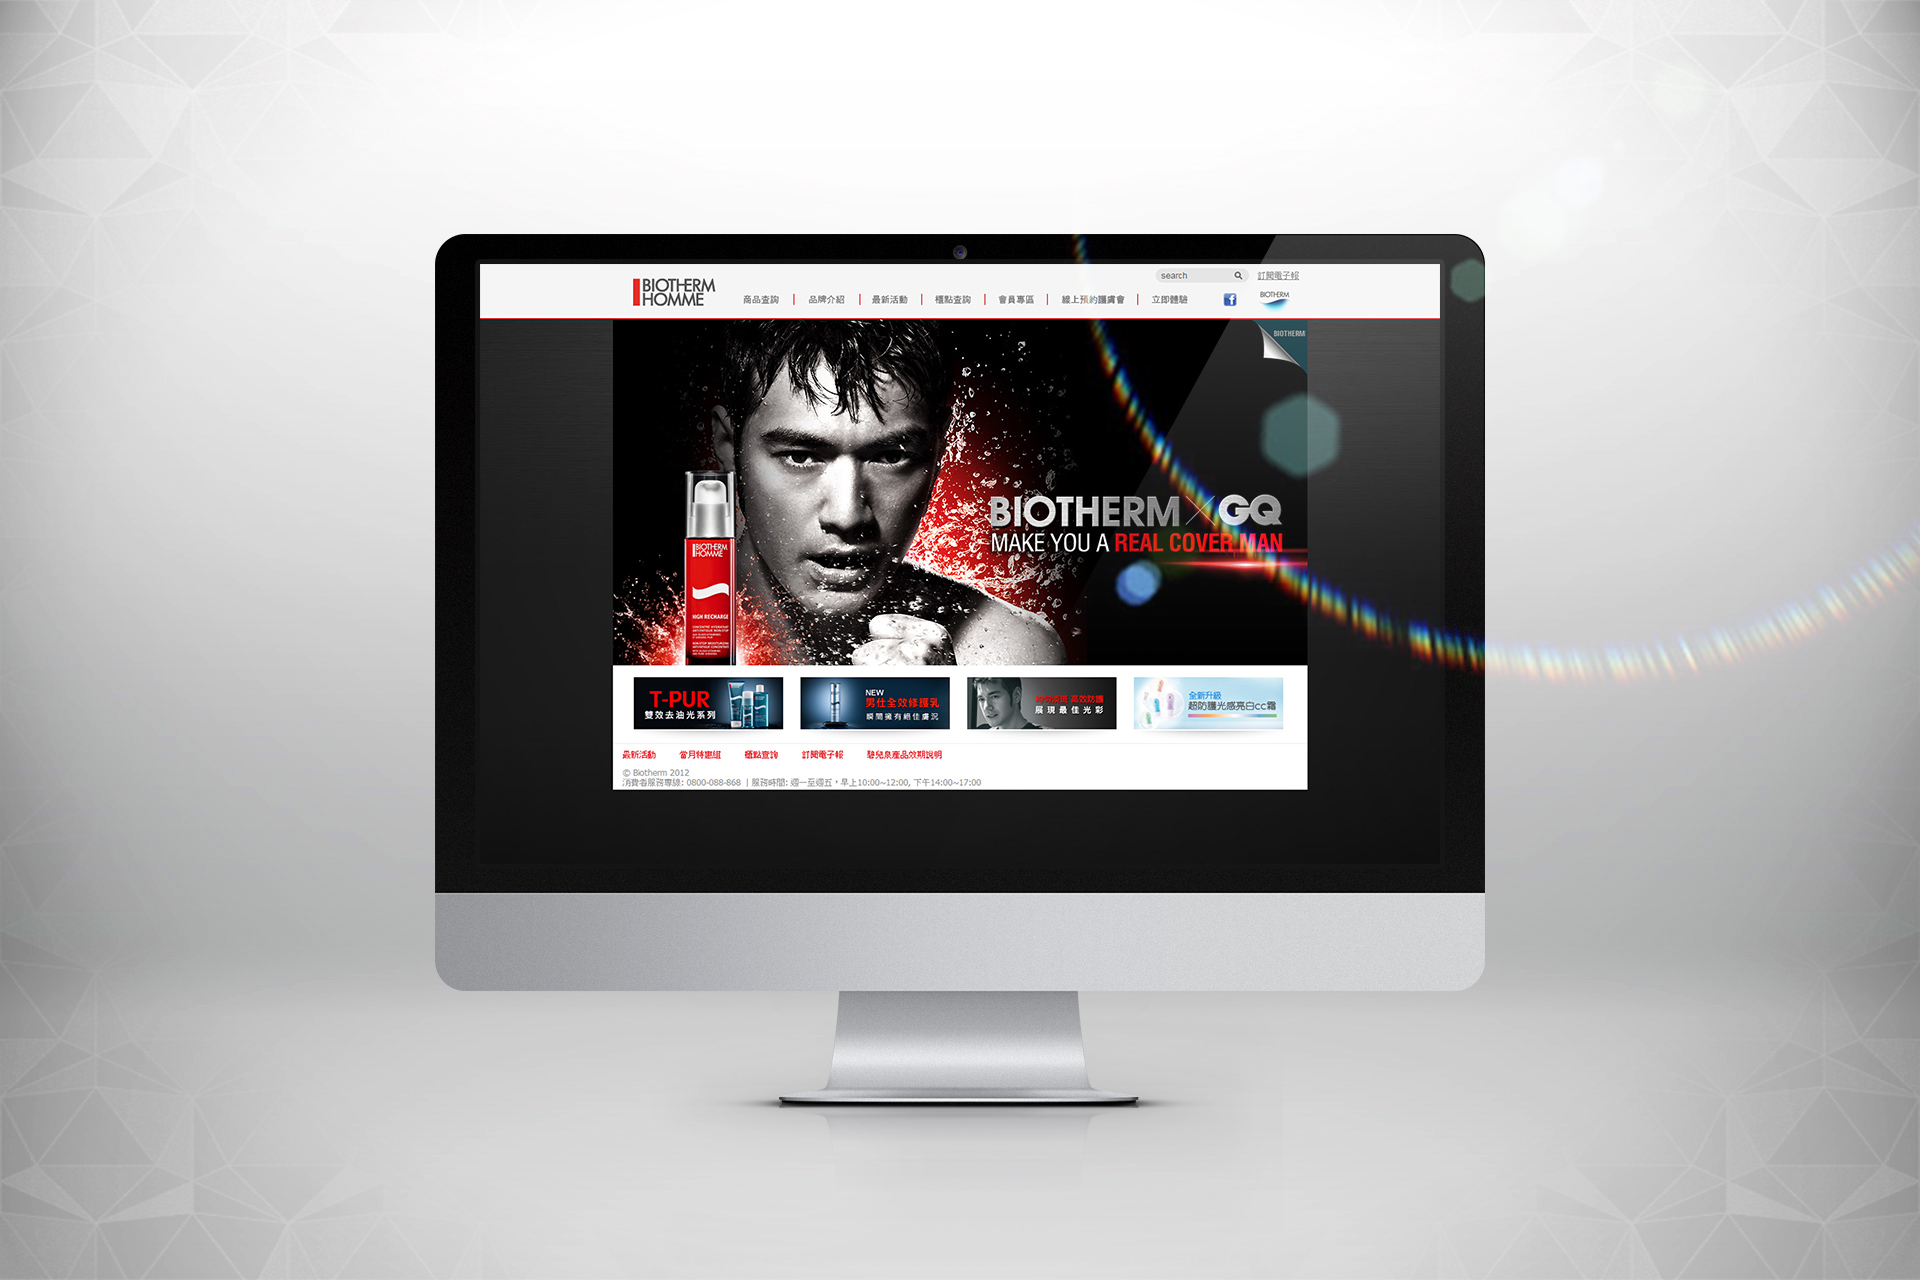 BIOTHERM
HOMME
search
訂閱電子報
商品查詢 | 品牌介紹 | 最新活動 | 櫃點查詢 | 會員專區 | 線上預約護膚會 | 立即體驗
BIOTHERM
BIOTHERM
BIOTHERM X GQ
MAKE YOU A REAL COVER MAN
BIOTHERM
HOMME
HIGH RECHARGE
T-PUR
雙效去油光系列
NEW
男仕全效修護乳
瞬間擁有絕佳膚況
高效防護
展現最佳光彩
全新升級
超防護光感亮白cc霜
最新活動 當月特惠組 櫃點查詢 訂閱電子報 碧兒泉產品效期說明
© Biotherm 2012
消費者服務專線: 0800-088-868 | 服務時間: 週一至週五，早上10:00~12:00, 下午14:00~17:00